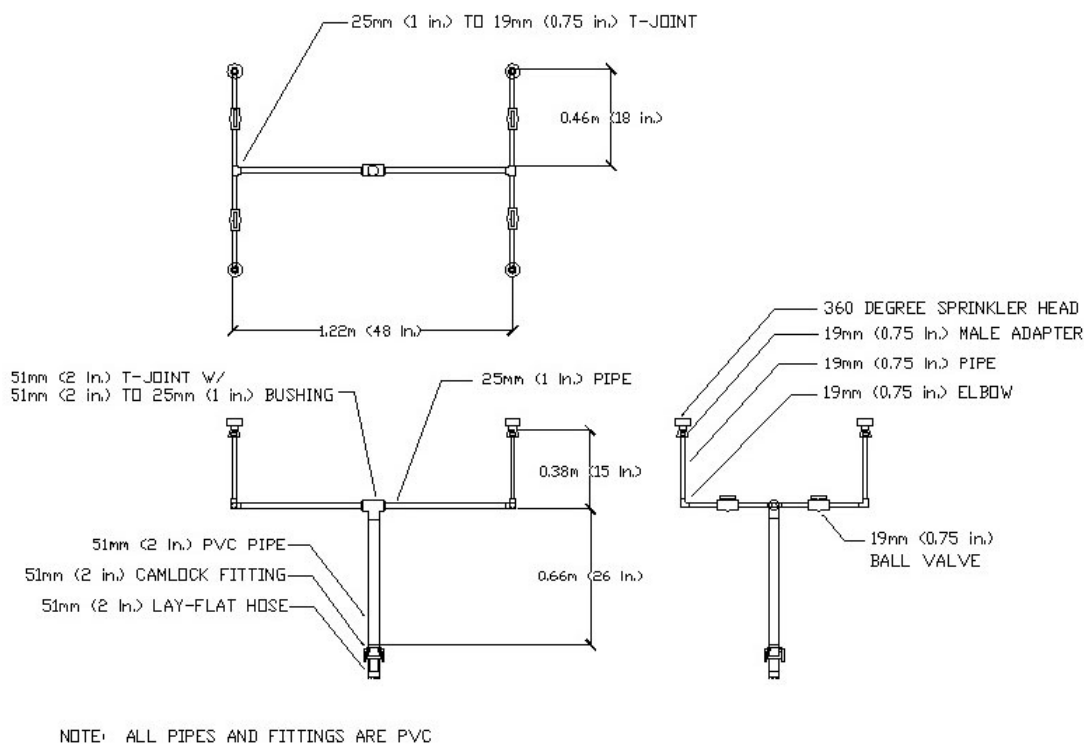 25mm (1 in.) TO 19mm (0.75 in.) T-JOINT
0.46m (18 in.)
1.22m (48 in.)
360 DEGREE SPRINKLER HEAD
19mm (0.75 in.) MALE ADAPTER
19mm (0.75 in.) PIPE
19mm (0.75 in.) ELBOW
51mm (2 in.) T-JOINT W/
51mm (2 in.) TO 25mm (1 in.) BUSHING
25mm (1 in.) PIPE
0.38m (15 in.)
51mm (2 in.) PVC PIPE
51mm (2 in.) CAMLOCK FITTING
51mm (2 in.) LAY-FLAT HOSE
0.66m (26 in.)
19mm (0.75 in.)
BALL VALVE
NOTE: ALL PIPES AND FITTINGS ARE PVC